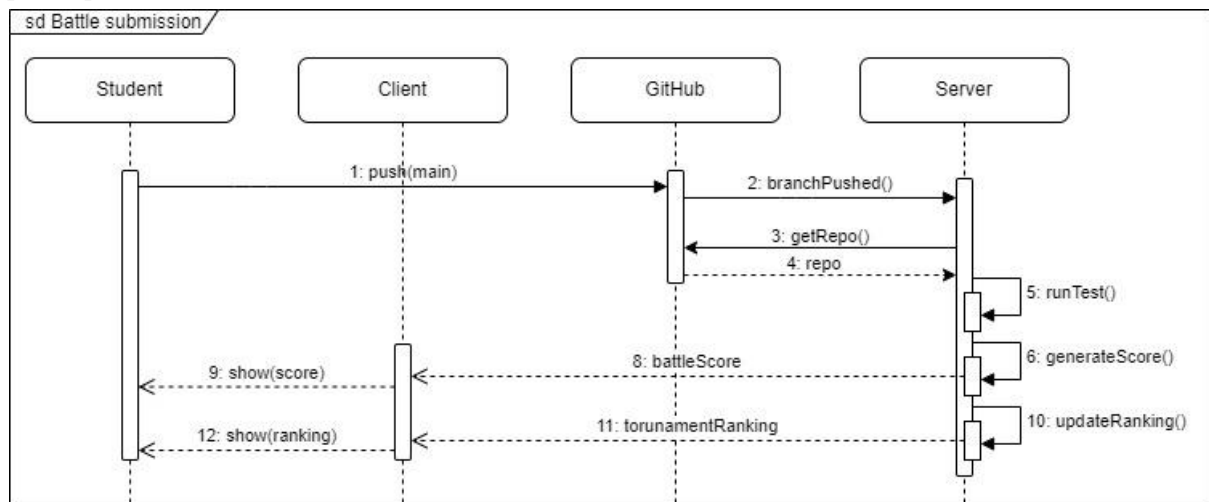 sd Battle submission
Student
Client
GitHub
Server
1: push(main)
2: branchPushed()
3: getRepo()
4: repo
5: runTest()
6: generateScore()
8: battleScore
9: show(score)
10: updateRanking()
11: torunamentRanking
12: show(ranking)